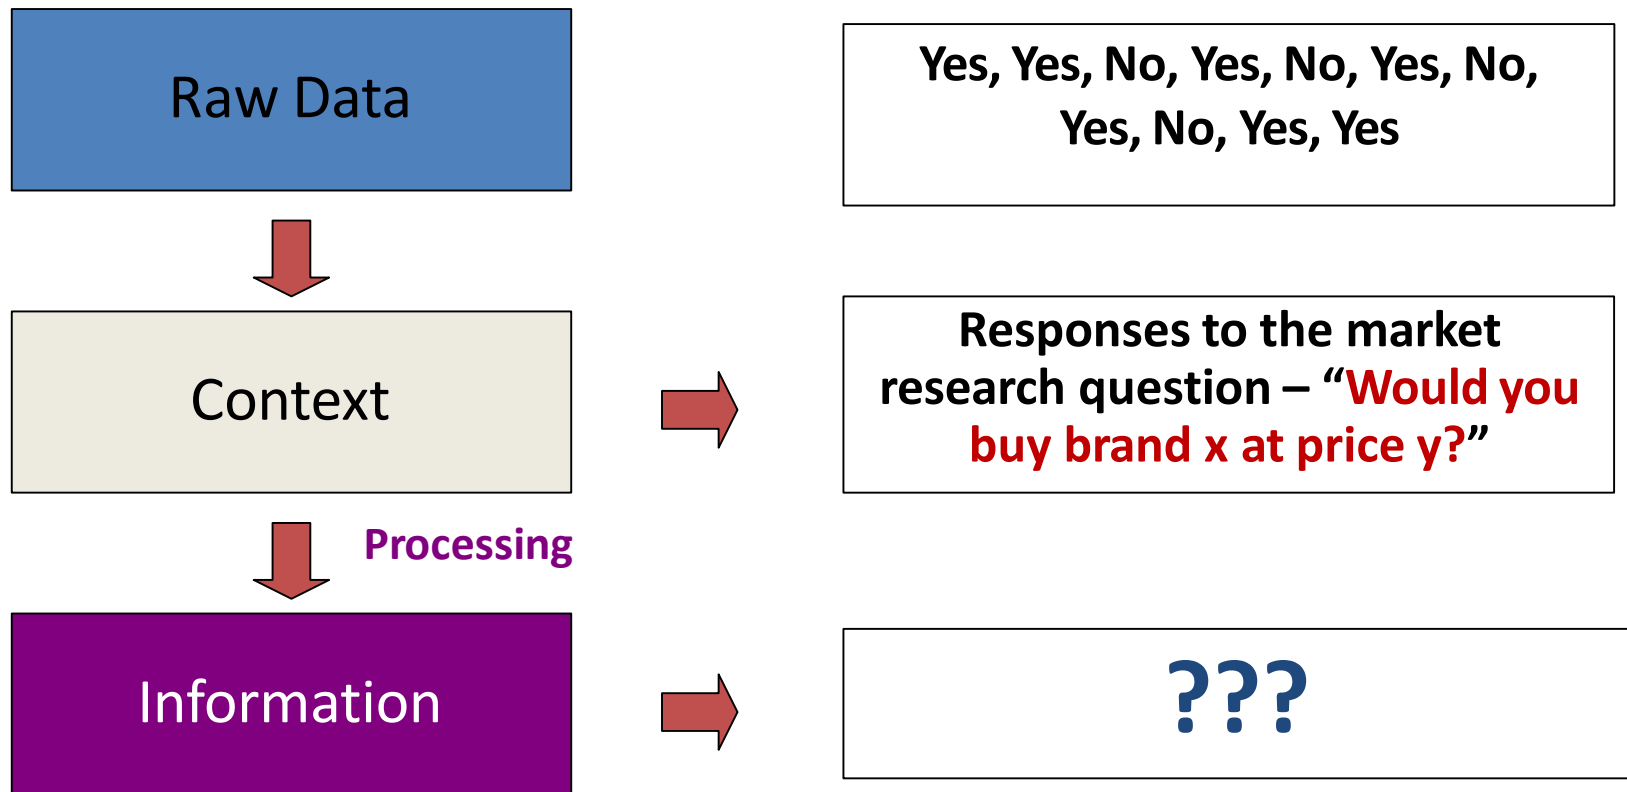 Raw Data
Yes, Yes, No, Yes, No, Yes, No,
Yes, No, Yes, Yes
Context
Responses to the market
research question – “Would you
buy brand x at price y?”
Processing
Information
???